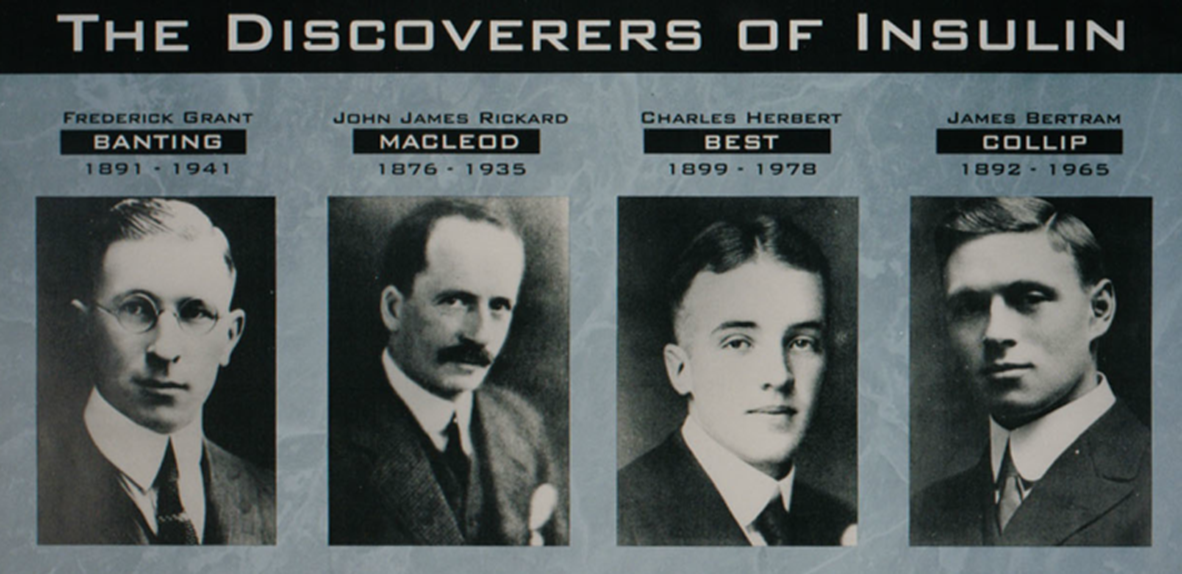 THE DISCOVERERS OF INSULIN
FREDERICK GRANT
BANTING
1891 - 1941
JOHN JAMES RICKARD
MACLEOD
1876 - 1935
CHARLES HERBERT
BEST
1899 - 1978
JAMES BERTRAM
COLLIP
1892 - 1965